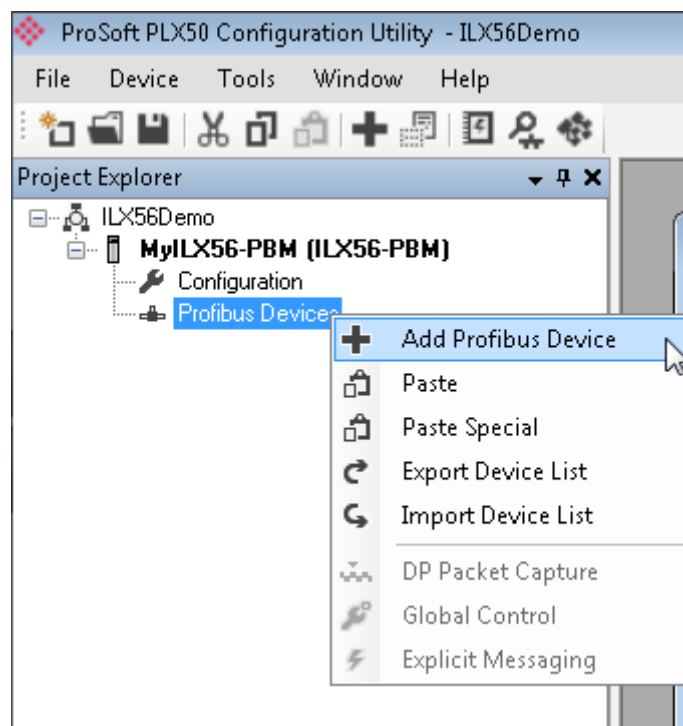 ProSoft PLX50 Configuration Utility - ILX56Demo
File Device Tools Window Help
Project Explorer
ILX56Demo
MyILX56-PBM (ILX56-PBM)
Configuration
Profibus Devices
Add Profibus Device
Paste
Paste Special
Export Device List
Import Device List
DP Packet Capture
Global Control
Explicit Messaging